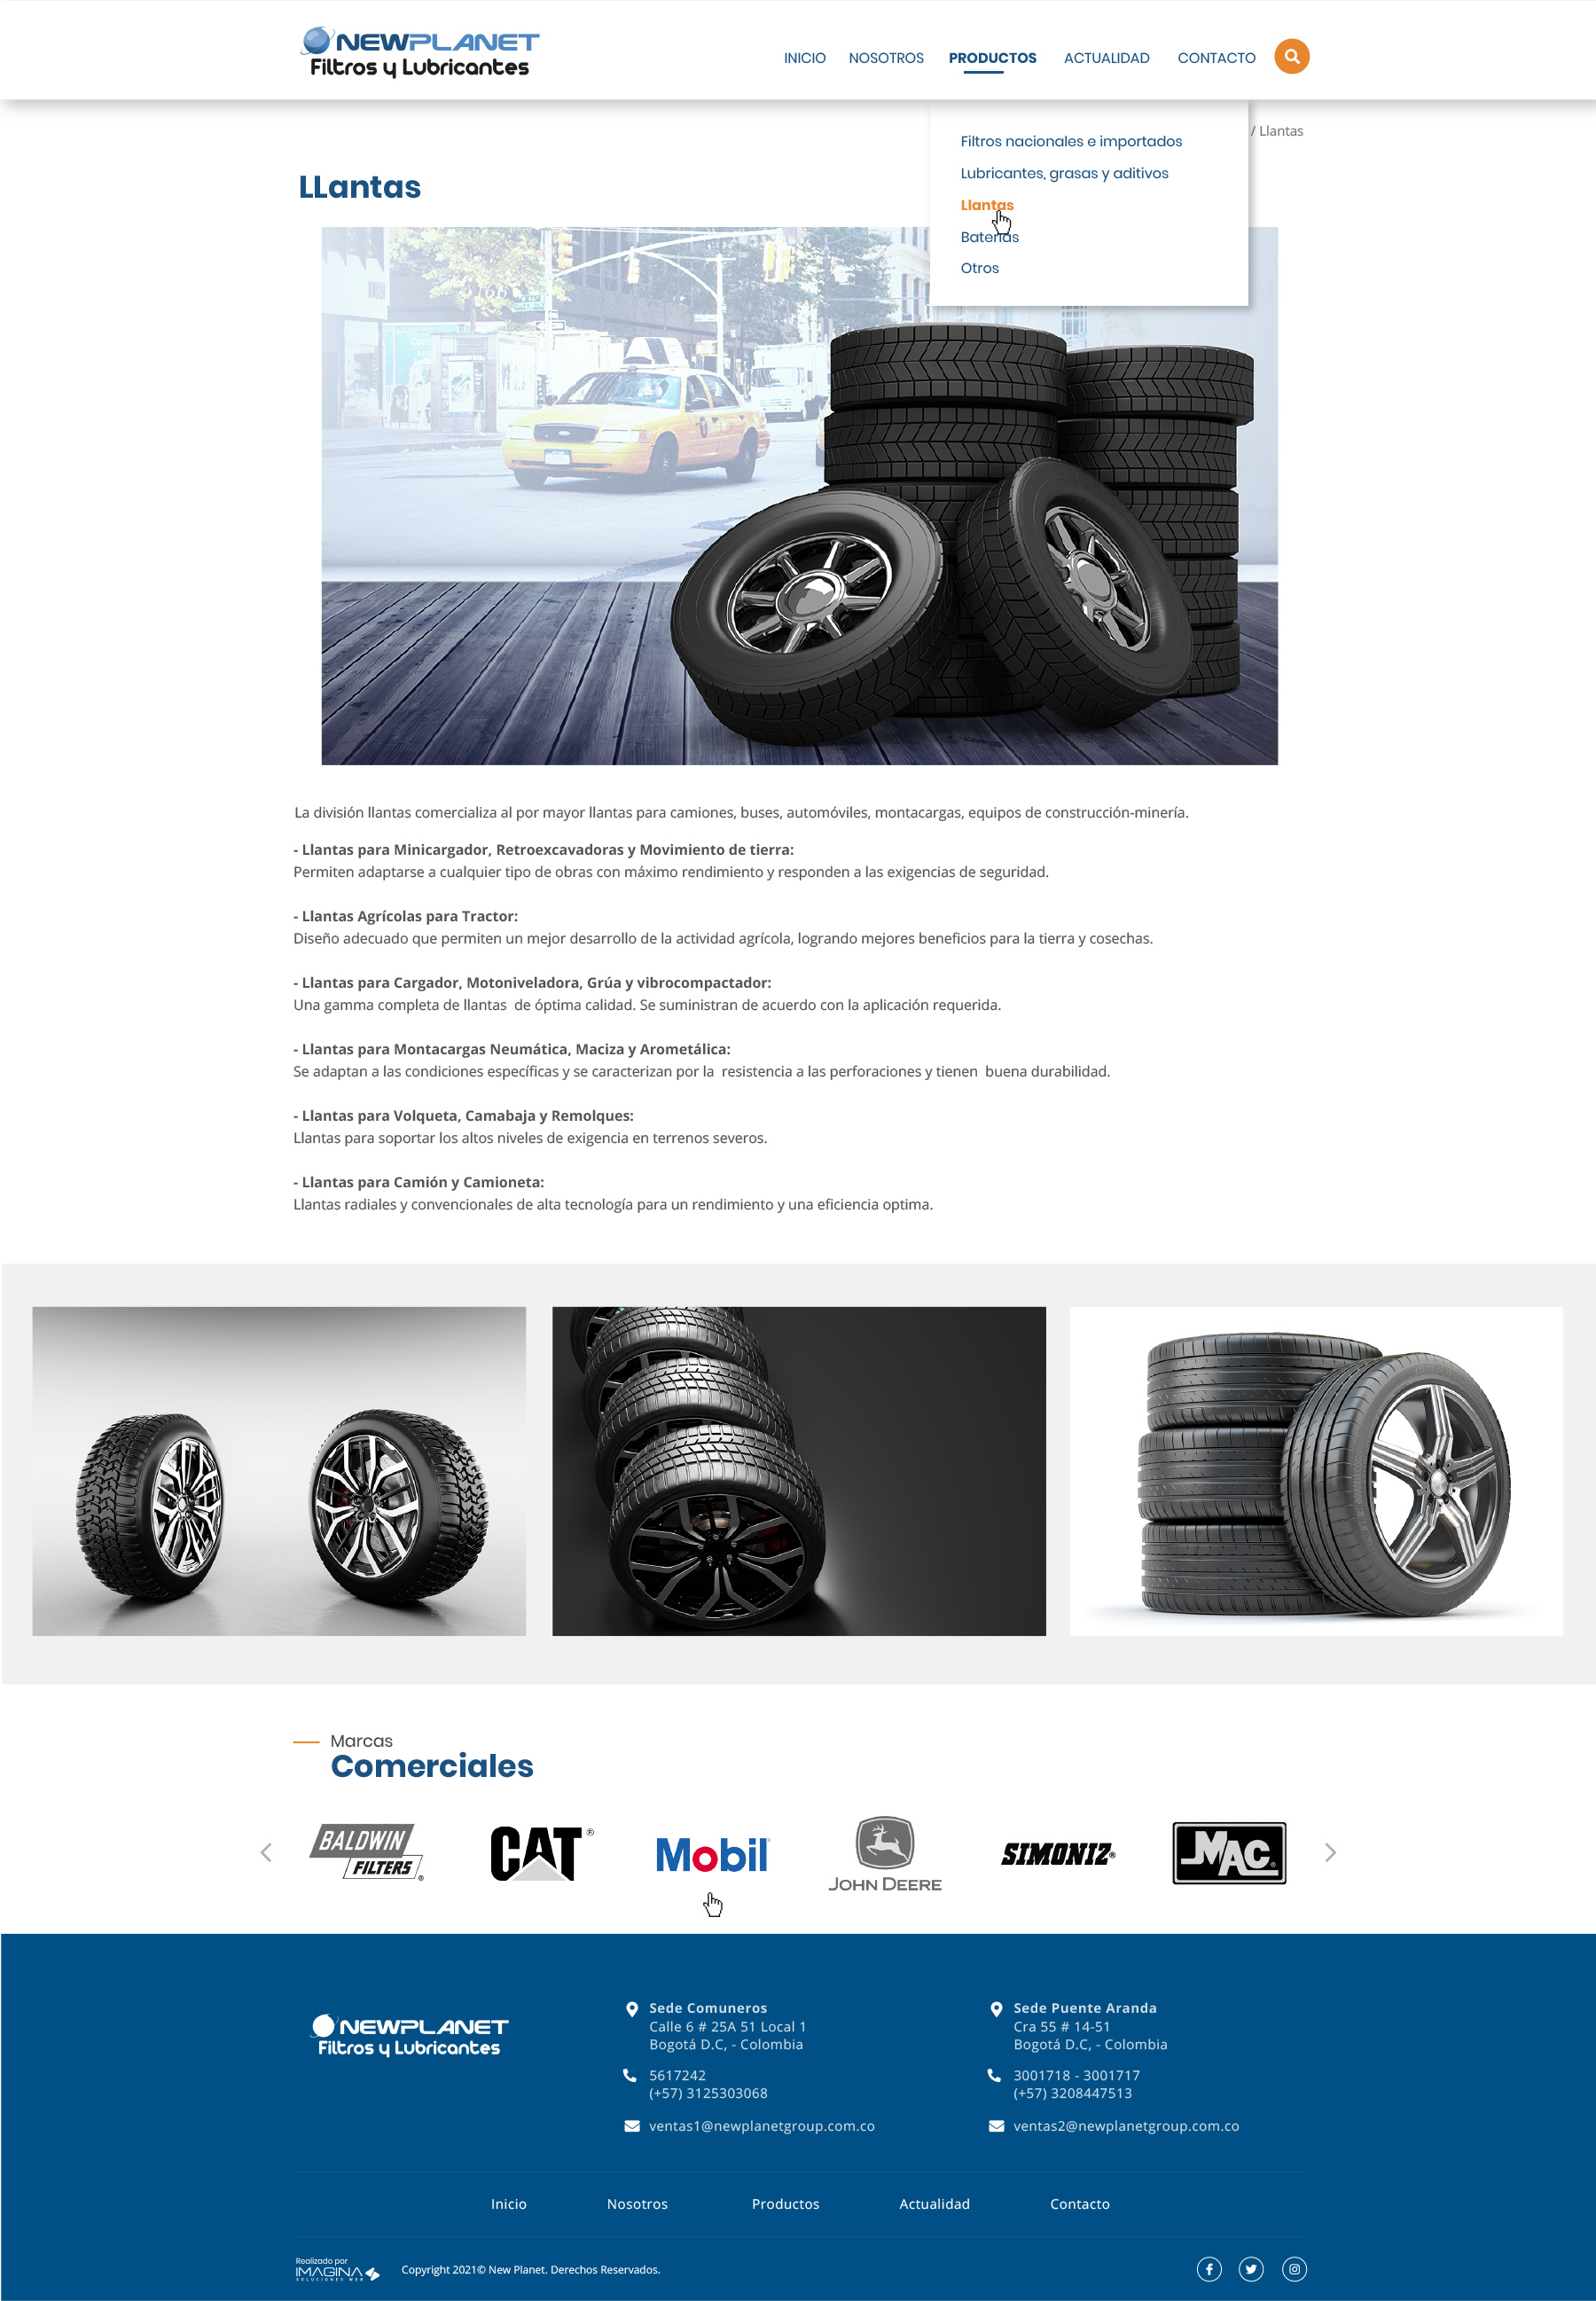 NEWPLANET
Filtros y Lubricantes
INICIO NOSOTROS PRODUCTOS ACTUALIDAD CONTACTO
/ Llantas
Filtros nacionales e importados
Lubricantes, grasas y aditivos
Llantas
Baterías
Otros
LLantas
La división llantas comercializa al por mayor llantas para camiones, buses, automóviles, montacargas, equipos de construcción-minería.
- Llantas para Minicargador, Retroexcavadoras y Movimiento de tierra:
Permiten adaptarse a cualquier tipo de obras con máximo rendimiento y responden a las exigencias de seguridad.
- Llantas Agrícolas para Tractor:
Diseño adecuado que permiten un mejor desarrollo de la actividad agrícola, logrando mejores beneficios para la tierra y cosechas.
- Llantas para Cargador, Motoniveladora, Grúa y vibrocompactador:
Una gamma completa de llantas  de óptima calidad. Se suministran de acuerdo con la aplicación requerida.
- Llantas para Montacargas Neumática, Maciza y Arometálica:
Se adaptan a las condiciones específicas y se caracterizan por la  resistencia a las perforaciones y tienen  buena durabilidad.
- Llantas para Volqueta, Camabaja y Remolques:
Llantas para soportar los altos niveles de exigencia en terrenos severos.
- Llantas para Camión y Camioneta:
Llantas radiales y convencionales de alta tecnología para un rendimiento y una eficiencia optima.
Marcas
Comerciales
BALDWIN
FILTERS®
CAT®
Mobil
JOHN DEERE
SIMONIZ®
MAC®
NEWPLANET
Filtros y Lubricantes
Sede Comuneros
Calle 6 # 25A 51 Local 1
Bogotá D.C, - Colombia
5617242
(+57) 3125303068
ventas1@newplanetgroup.com.co
Sede Puente Aranda
Cra 55 # 14-51
Bogotá D.C, - Colombia
3001718 - 3001717
(+57) 3208447513
ventas2@newplanetgroup.com.co
Inicio Nosotros Productos Actualidad Contacto
Realizado por
IMAGINA
SOLUCIONES WEB
Copyright 2021© New Planet. Derechos Reservados.